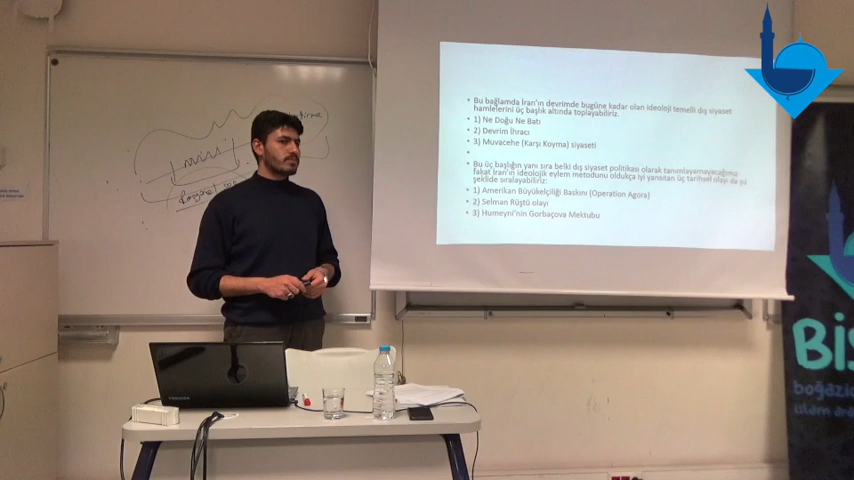 • Bu bağlamda İran'ın devrimde bugüne kadar olan ideoloji temelli dış siyaset
hamlelerini üç başlık altında toplayabiliriz.
• 1) Ne Doğu Ne Batı
• 2) Devrim İhracı
• 3) Muvacehe (Karşı Koyma) siyaseti
•
• Bu üç başlığın yanı sıra belki dış siyaset politikası olarak tanımlayamayacağımız
fakat İran'ın ideolojik eylem metodunu oldukça iyi yansıtan üç tarihsel olayı da şu
şekilde sıralayabiliriz:
• 1) Amerikan Büyükelçiliği Baskını (Operation Agora)
• 2) Selman Rüştü olayı
• 3) Humeyni'nin Gorbaçova Mektubu
TOSHIBA
BİS
boğaziç
islam ara